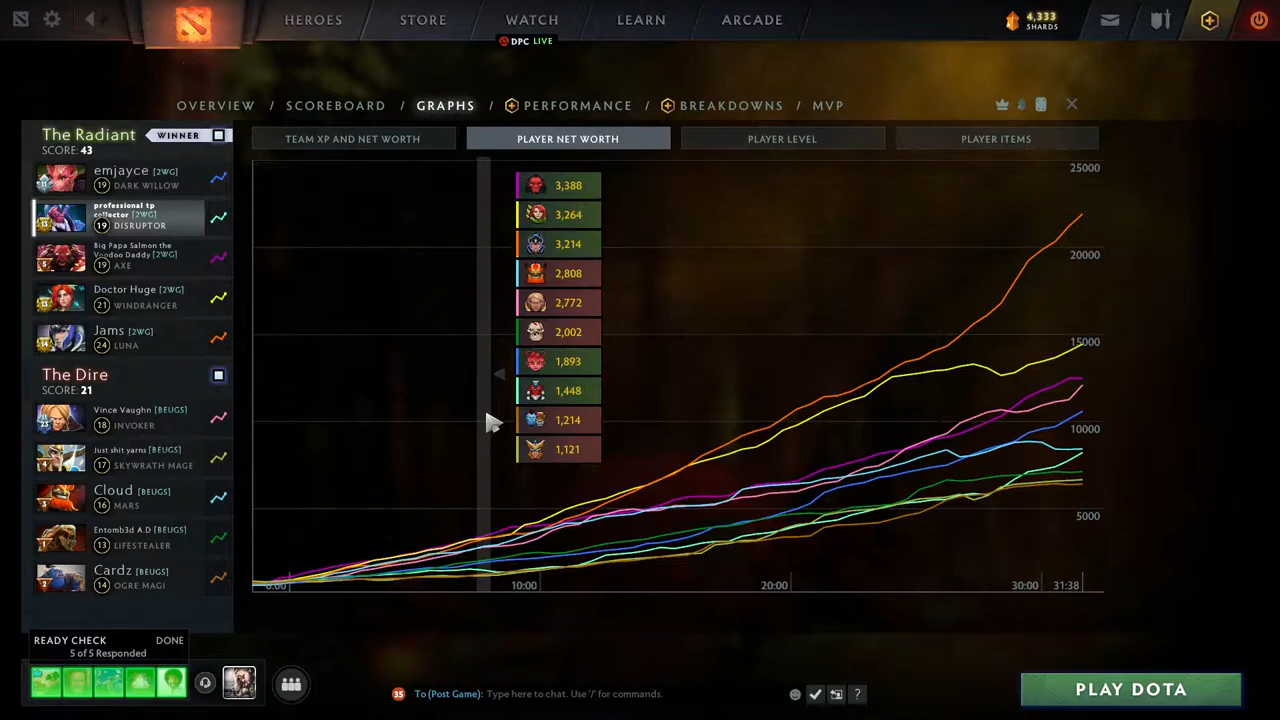 HEROES
STORE
WATCH
LEARN
ARCADE
4,333
SHARDS
DPC LIVE
OVERVIEW / SCOREBOARD / GRAPHS / PERFORMANCE / BREAKDOWNS / MVP
The Radiant
WINNER
SCORE: 43
TEAM XP AND NET WORTH
PLAYER NET WORTH
PLAYER LEVEL
PLAYER ITEMS
emjayce [2WG]
19 DARK WILLOW
professional tp
collector [2WG]
19 DISRUPTOR
Big Papa Salmon the
Voodoo Daddy [2WG]
19 AXE
Doctor Huge [2WG]
21 WINDRANGER
Jams [2WG]
24 LUNA
The Dire
SCORE: 21
Vince Vaughn [BEUGS]
18 INVOKER
Just shit yarns [BEUGS]
17 SKYWRATH MAGE
Cloud [BEUGS]
16 MARS
Entomb3d A.D [BEUGS]
13 LIFESTEALER
Cardz [BEUGS]
14 OGRE MAGI
3,388
3,264
3,214
2,808
2,772
2,002
1,893
1,448
1,214
1,121
25000
20000
15000
10000
5000
0:00
10:00
20:00
30:00
31:38
READY CHECK
DONE
5 of 5 Responded
35
To (Post Game): Type here to chat. Use '/' for commands.
?
PLAY DOTA